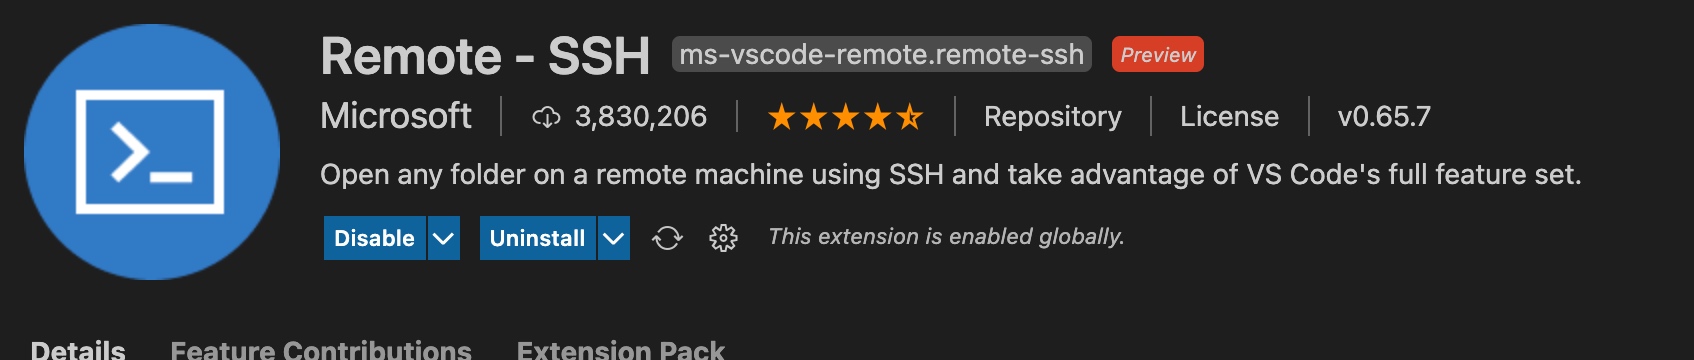 Remote - SSH ms-vscode-remote.remote-ssh Preview
Microsoft 3,830,206 Repository License v0.65.7
Open any folder on a remote machine using SSH and take advantage of VS Code's full feature set.
Disable Uninstall This extension is enabled globally.
Details Feature Contributions Extension Pack